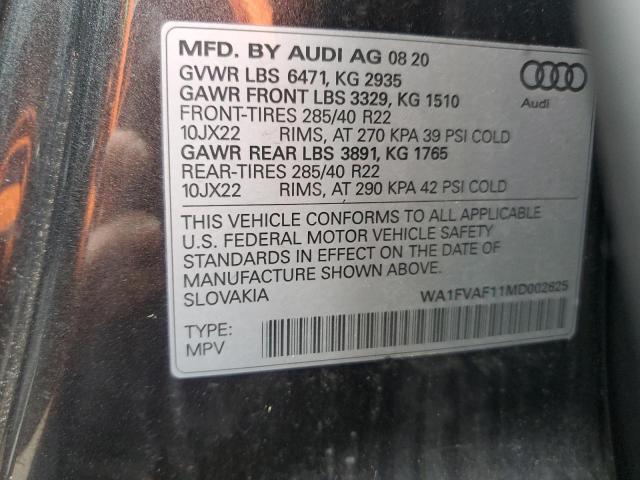 MFD. BY AUDI AG 08 20
GVWR LBS 6471, KG 2935
GAWR FRONT LBS 3329, KG 1510
FRONT-TIRES 285/40 R22
10JX22 RIMS, AT 270 KPA 39 PSI COLD
GAWR REAR LBS 3891, KG 1765
REAR-TIRES 285/40 R22
10JX22 RIMS, AT 290 KPA 42 PSI COLD
Audi
THIS VEHICLE CONFORMS TO ALL APPLICABLE
U.S. FEDERAL MOTOR VEHICLE SAFETY
STANDARDS IN EFFECT ON THE DATE OF
MANUFACTURE SHOWN ABOVE.
SLOVAKIA
WA1FVAF11MD002625
TYPE:
MPV